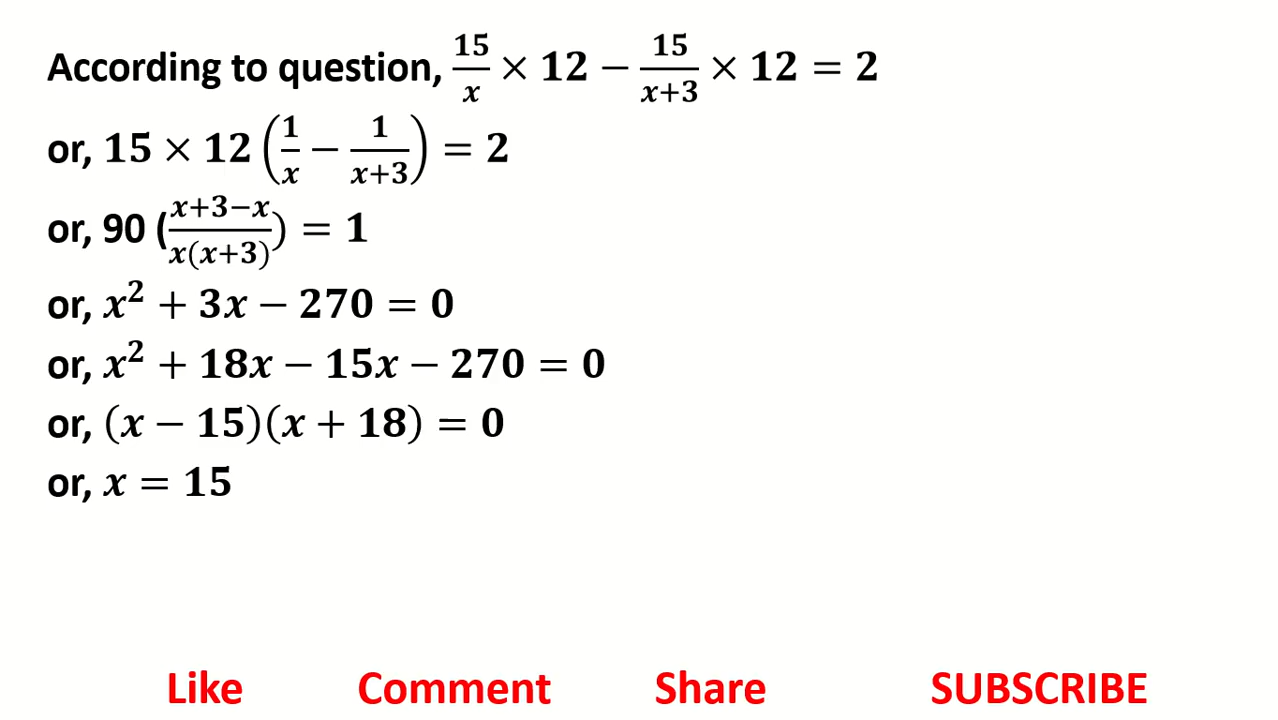 According to question, 15/x × 12 − 15/(x+3) × 12 = 2
or, 15 × 12 (1/x − 1/(x+3)) = 2
or, 90 ((x+3−x)/(x(x+3))) = 1
or, x² + 3x − 270 = 0
or, x² + 18x − 15x − 270 = 0
or, (x − 15)(x + 18) = 0
or, x = 15
Like Comment Share SUBSCRIBE